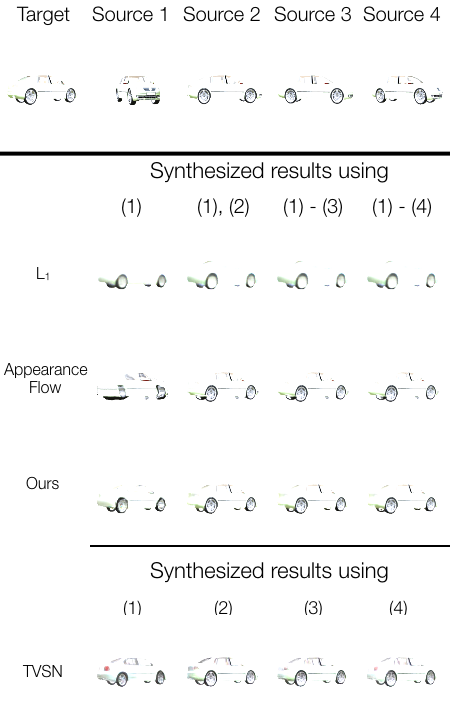 Target Source 1 Source 2 Source 3 Source 4
Synthesized results using
(1) (1), (2) (1) - (3) (1) - (4)
L1
Appearance
Flow
Ours
Synthesized results using
(1) (2) (3) (4)
TVSN